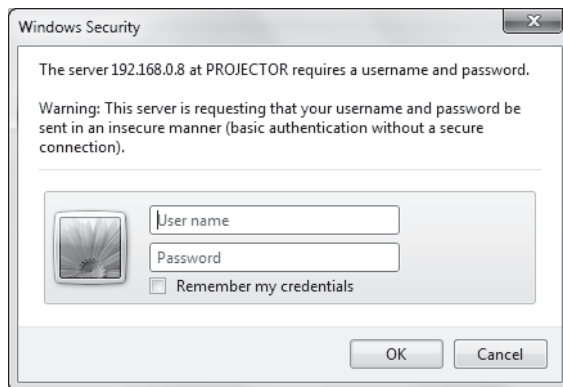 Windows Security
The server 192.168.0.8 at PROJECTOR requires a username and password.
Warning: This server is requesting that your username and password be
sent in an insecure manner (basic authentication without a secure
connection).
User name
Password
Remember my credentials
OK
Cancel